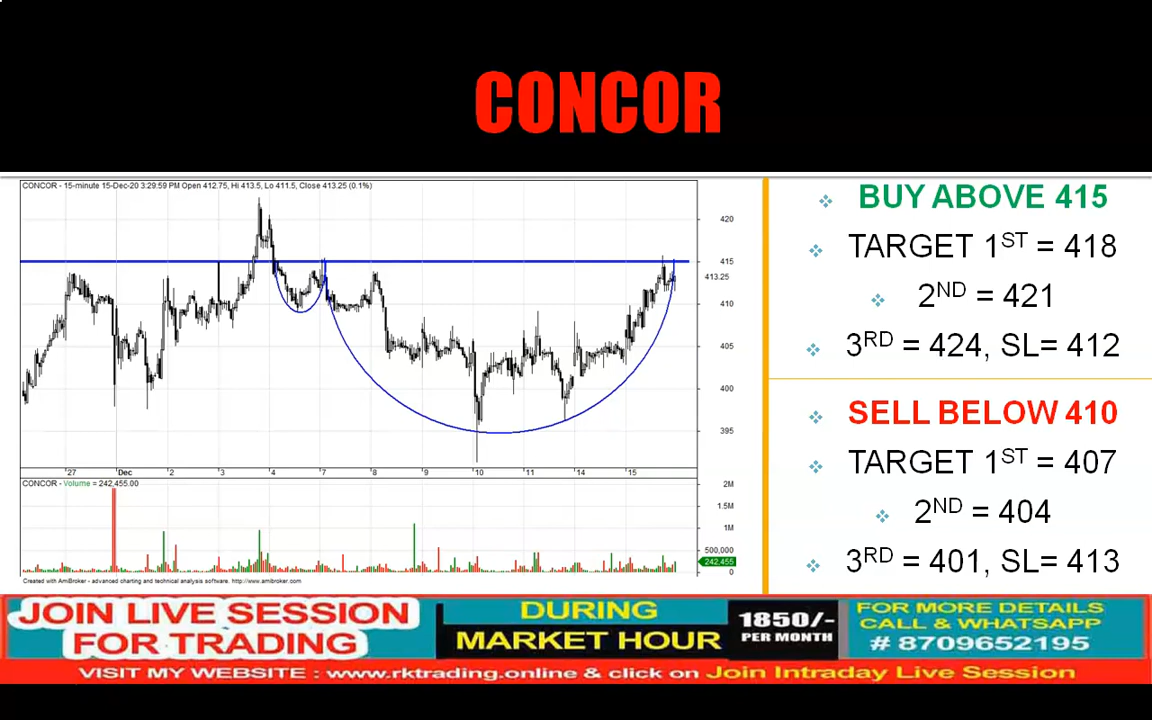 CONCOR
CONCOR - 15-minute 15-Dec-20 3:29:59 PM Open 412.75, Hi 413.5, Lo 411.5, Close 413.25 (0.1%)
420
415
413.25
410
405
400
395
27 Dec 2 3 4 7 8 9 10 11 14 15
CONCOR - Volume = 242,455.00
2M
1.5M
1M
500,000
242,455
0
Created with AmiBroker - advanced charting and technical analysis software. http://www.amibroker.com
BUY ABOVE 415
TARGET 1ST = 418
2ND = 421
3RD = 424, SL= 412
SELL BELOW 410
TARGET 1ST = 407
2ND = 404
3RD = 401, SL= 413
JOIN LIVE SESSION
FOR TRADING
DURING
MARKET HOUR
1850/-
PER MONTH
FOR MORE DETAILS
CALL & WHATSAPP
# 8709652195
VISIT MY WEBSITE : www.rktrading.online & click on Join Intraday Live Session